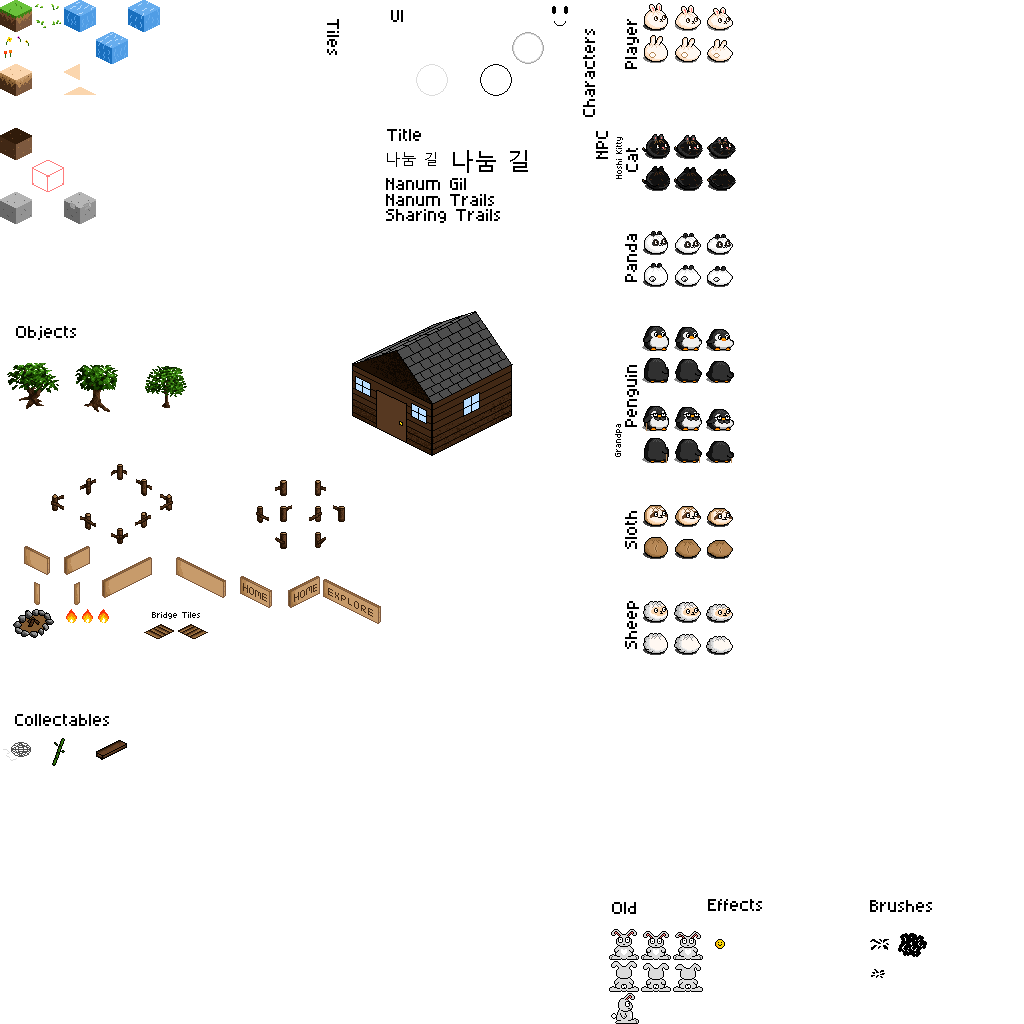 Tiles
UI
Characters
Player
Title
나눔 길 나눔 길
Nanum Gil
Nanum Trails
Sharing Trails
NPC
Hoshi Kitty
Cat
Panda
Objects
Penguin
Grandpa
Sloth
HOME
HOME
EXPLORE
Bridge Tiles
Sheep
Collectables
Old
Effects
Brushes